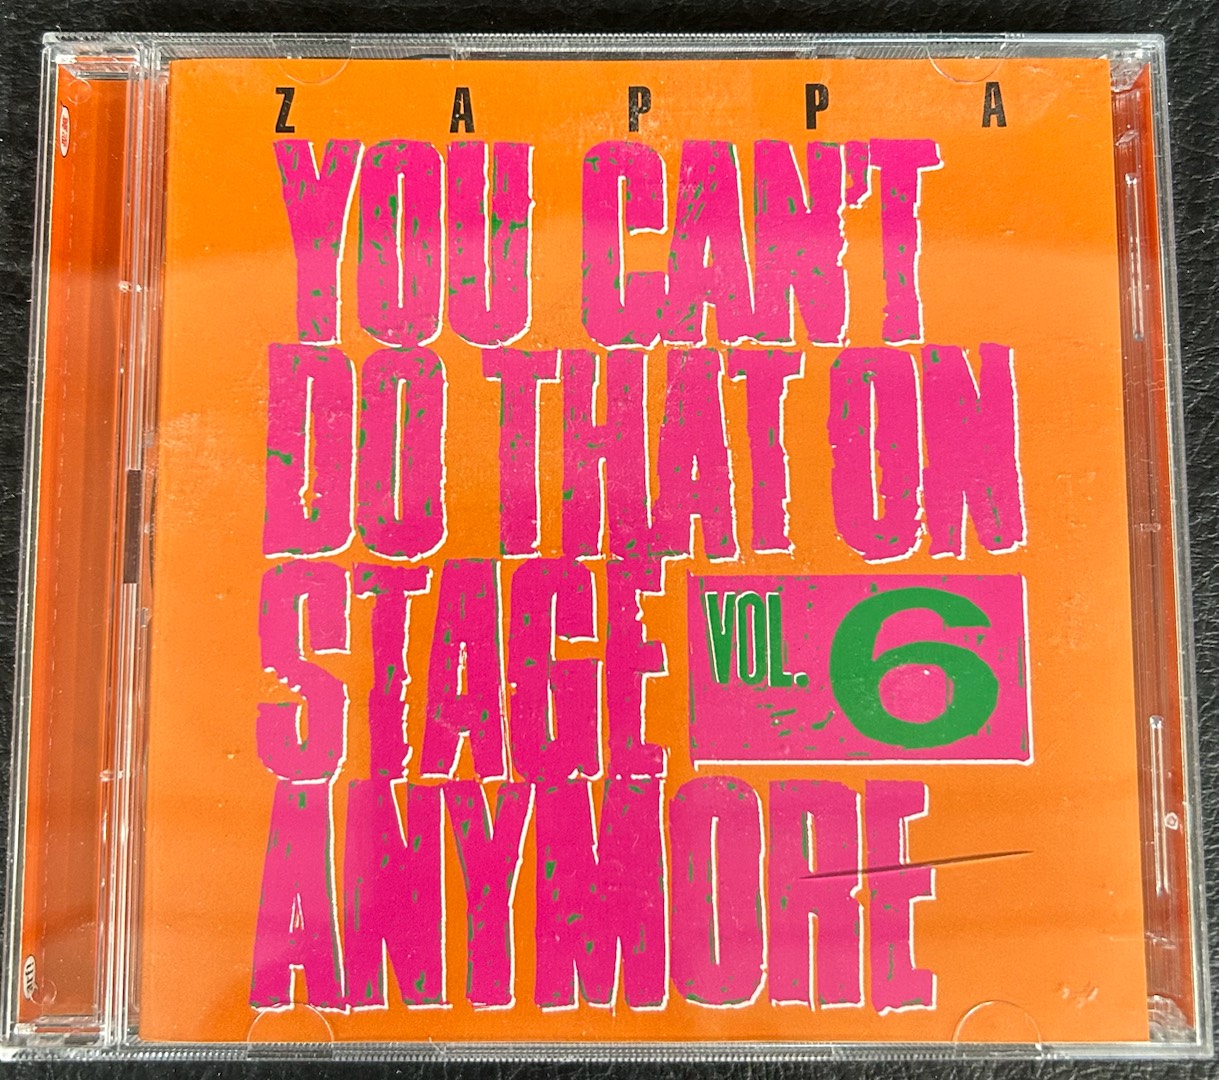 ZAPPA
YOU CAN'T
DO THAT ON
STAGE VOL. 6
ANYMORE